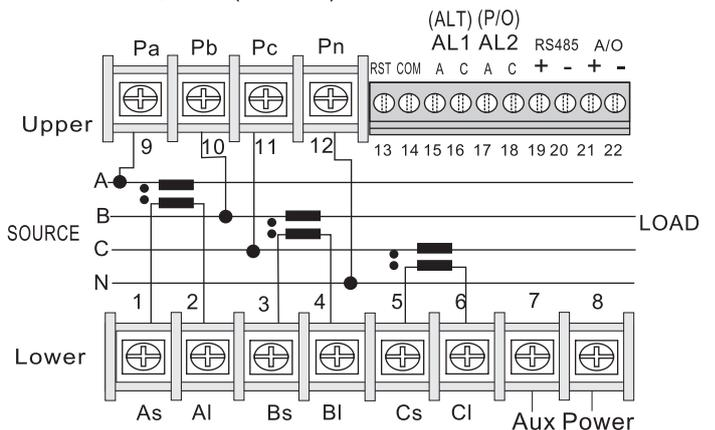 (ALT) (P/O)
Pa Pb Pc Pn AL1 AL2 RS485 A/O
RST COM A C A C + - + -
Upper
9 10 11 12 13 14 15 16 17 18 19 20 21 22
A
B
SOURCE LOAD
C
N
1 2 3 4 5 6 7 8
Lower
As Al Bs Bl Cs Cl Aux Power